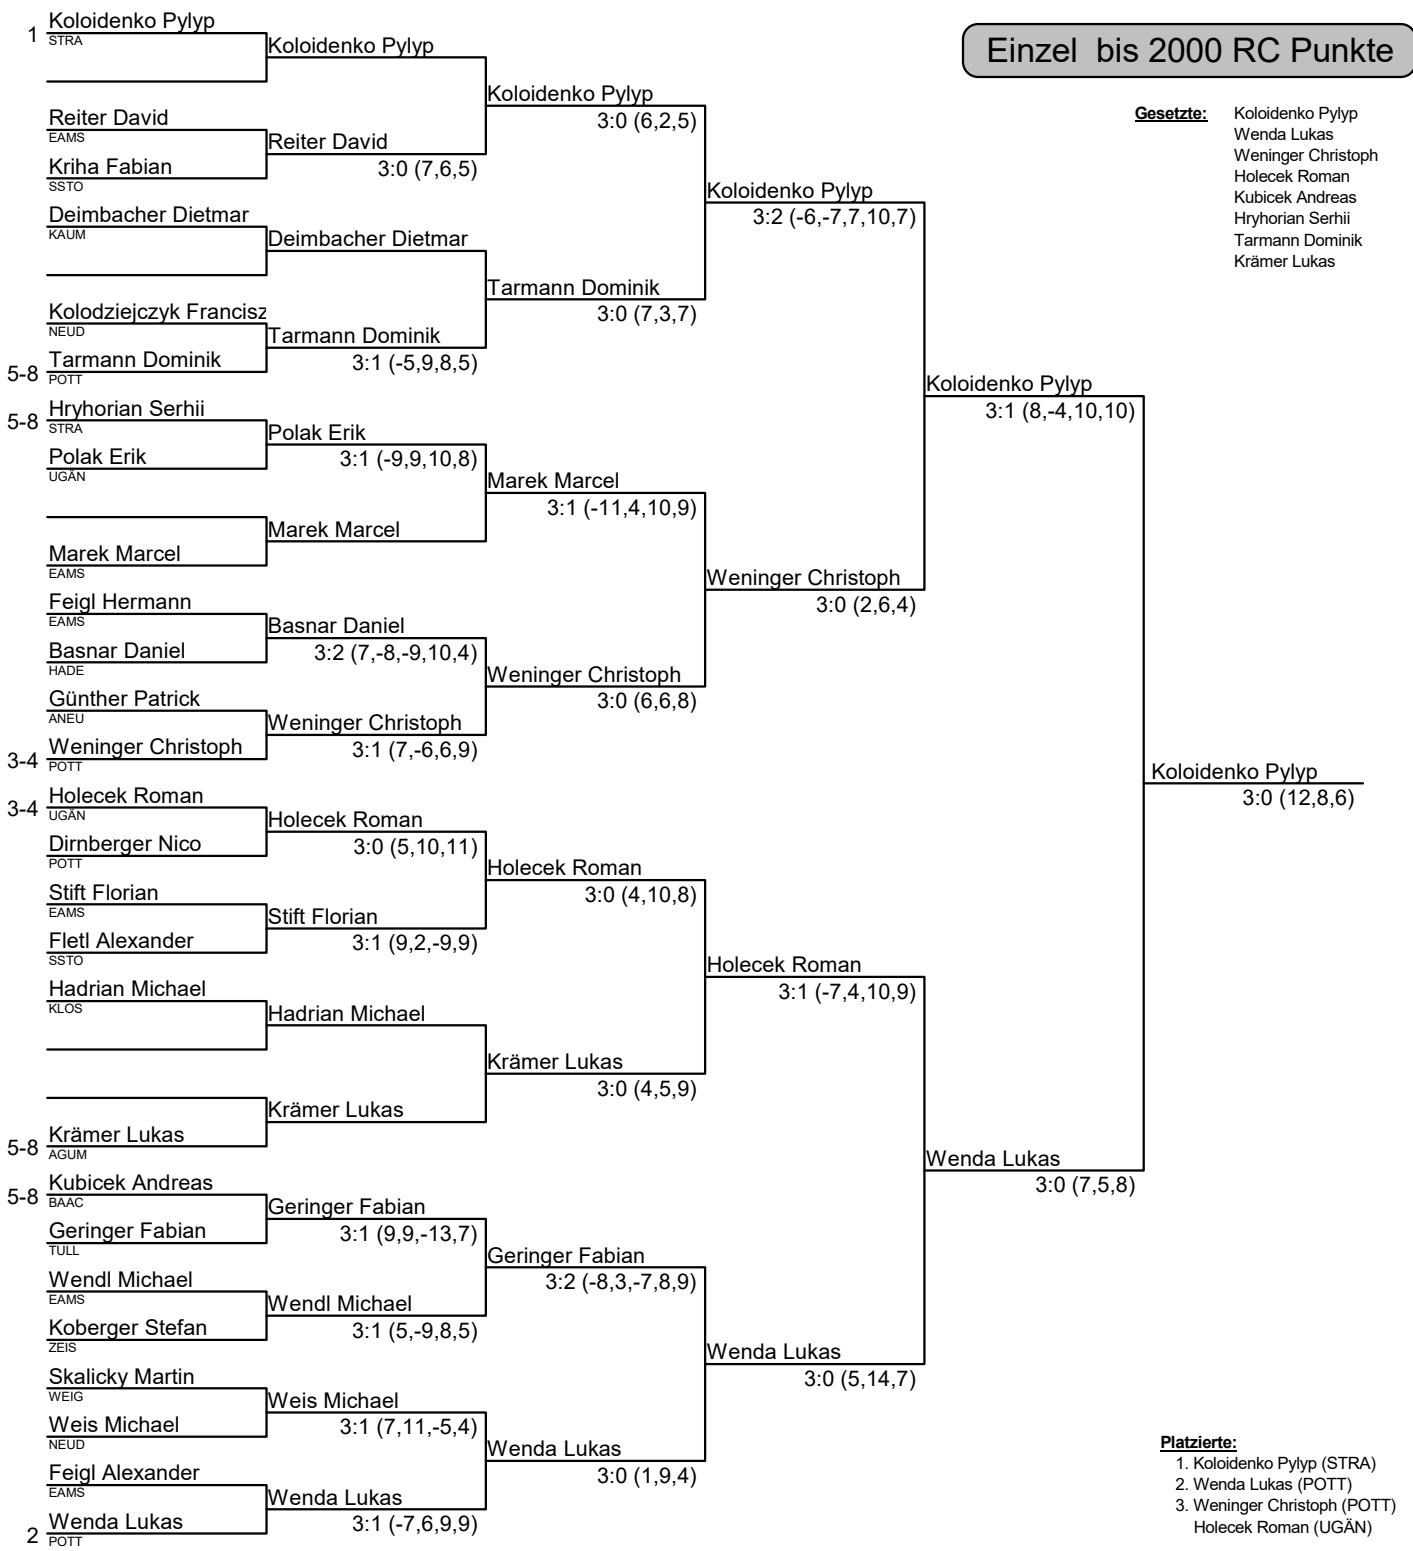 Einzel  bis 2000 RC Punkte
Gesetzte:
Koloidenko Pylyp
Wenda Lukas
Weninger Christoph
Holecek Roman
Kubicek Andreas
Hryhorian Serhii
Tarmann Dominik
Krämer Lukas
1
Koloidenko Pylyp
STRA
Reiter David
EAMS
Kriha Fabian
SSTO
Deimbacher Dietmar
KAUM
Kolodziejczyk Francisz
NEUD
5-8
Tarmann Dominik
POTT
5-8
Hryhorian Serhii
STRA
Polak Erik
UGÄN
Marek Marcel
EAMS
Feigl Hermann
EAMS
Basnar Daniel
HADE
Günther Patrick
ANEU
3-4
Weninger Christoph
POTT
3-4
Holecek Roman
UGÄN
Dirnberger Nico
POTT
Stift Florian
EAMS
Fletl Alexander
SSTO
Hadrian Michael
KLOS
5-8
Krämer Lukas
AGUM
5-8
Kubicek Andreas
BAAC
Geringer Fabian
TULL
Wendl Michael
EAMS
Koberger Stefan
ZEIS
Skalicky Martin
WEIG
Weis Michael
NEUD
Feigl Alexander
EAMS
2
Wenda Lukas
POTT
Koloidenko Pylyp
Reiter David
3:0 (7,6,5)
Deimbacher Dietmar
Tarmann Dominik
3:1 (-5,9,8,5)
Polak Erik
3:1 (-9,9,10,8)
Marek Marcel
Basnar Daniel
3:2 (7,-8,-9,10,4)
Weninger Christoph
3:1 (7,-6,6,9)
Holecek Roman
3:0 (5,10,11)
Stift Florian
3:1 (9,2,-9,9)
Hadrian Michael
Krämer Lukas
Geringer Fabian
3:1 (9,9,-13,7)
Wendl Michael
3:1 (5,-9,8,5)
Weis Michael
3:1 (7,11,-5,4)
Wenda Lukas
3:1 (-7,6,9,9)
Koloidenko Pylyp
3:0 (6,2,5)
Tarmann Dominik
3:0 (7,3,7)
Marek Marcel
3:1 (-11,4,10,9)
Weninger Christoph
3:0 (6,6,8)
Holecek Roman
3:0 (4,10,8)
Krämer Lukas
3:0 (4,5,9)
Geringer Fabian
3:2 (-8,3,-7,8,9)
Wenda Lukas
3:0 (1,9,4)
Koloidenko Pylyp
3:2 (-6,-7,7,10,7)
Weninger Christoph
3:0 (2,6,4)
Holecek Roman
3:1 (-7,4,10,9)
Wenda Lukas
3:0 (5,14,7)
Koloidenko Pylyp
3:1 (8,-4,10,10)
Wenda Lukas
3:0 (7,5,8)
Koloidenko Pylyp
3:0 (12,8,6)
Platzierte:
1. Koloidenko Pylyp (STRA)
2. Wenda Lukas (POTT)
3. Weninger Christoph (POTT)
Holecek Roman (UGÄN)